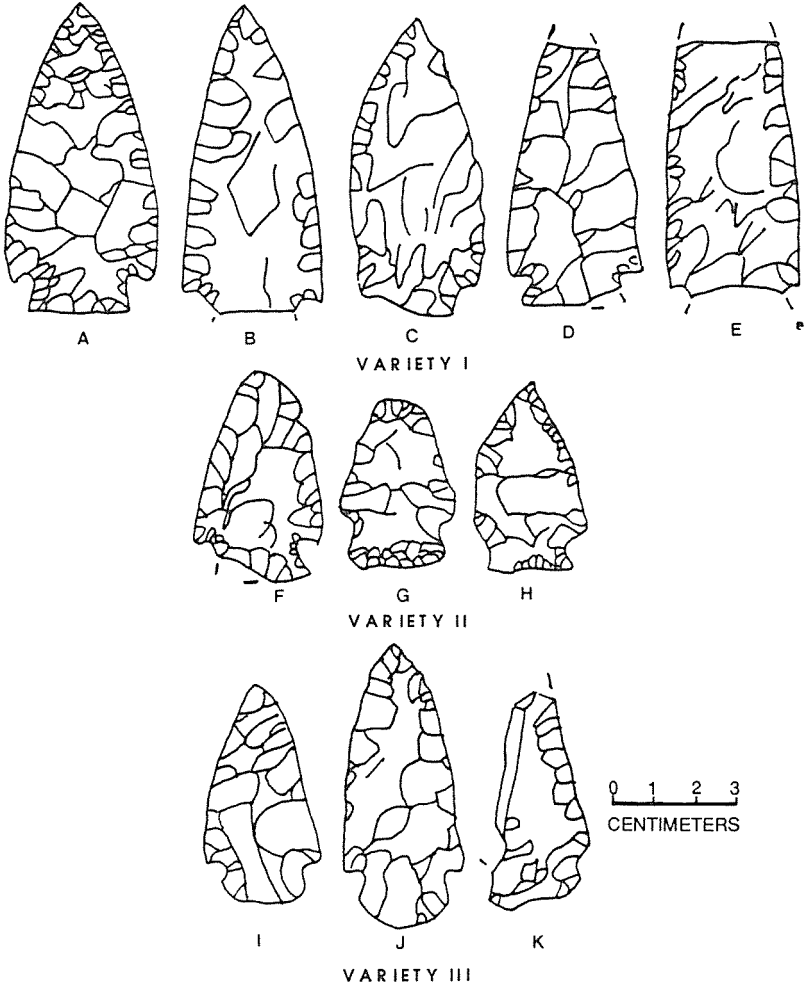 A B C D E
VARIETY I
F G H
VARIETY II
0 1 2 3
CENTIMETERS
I J K
VARIETY III